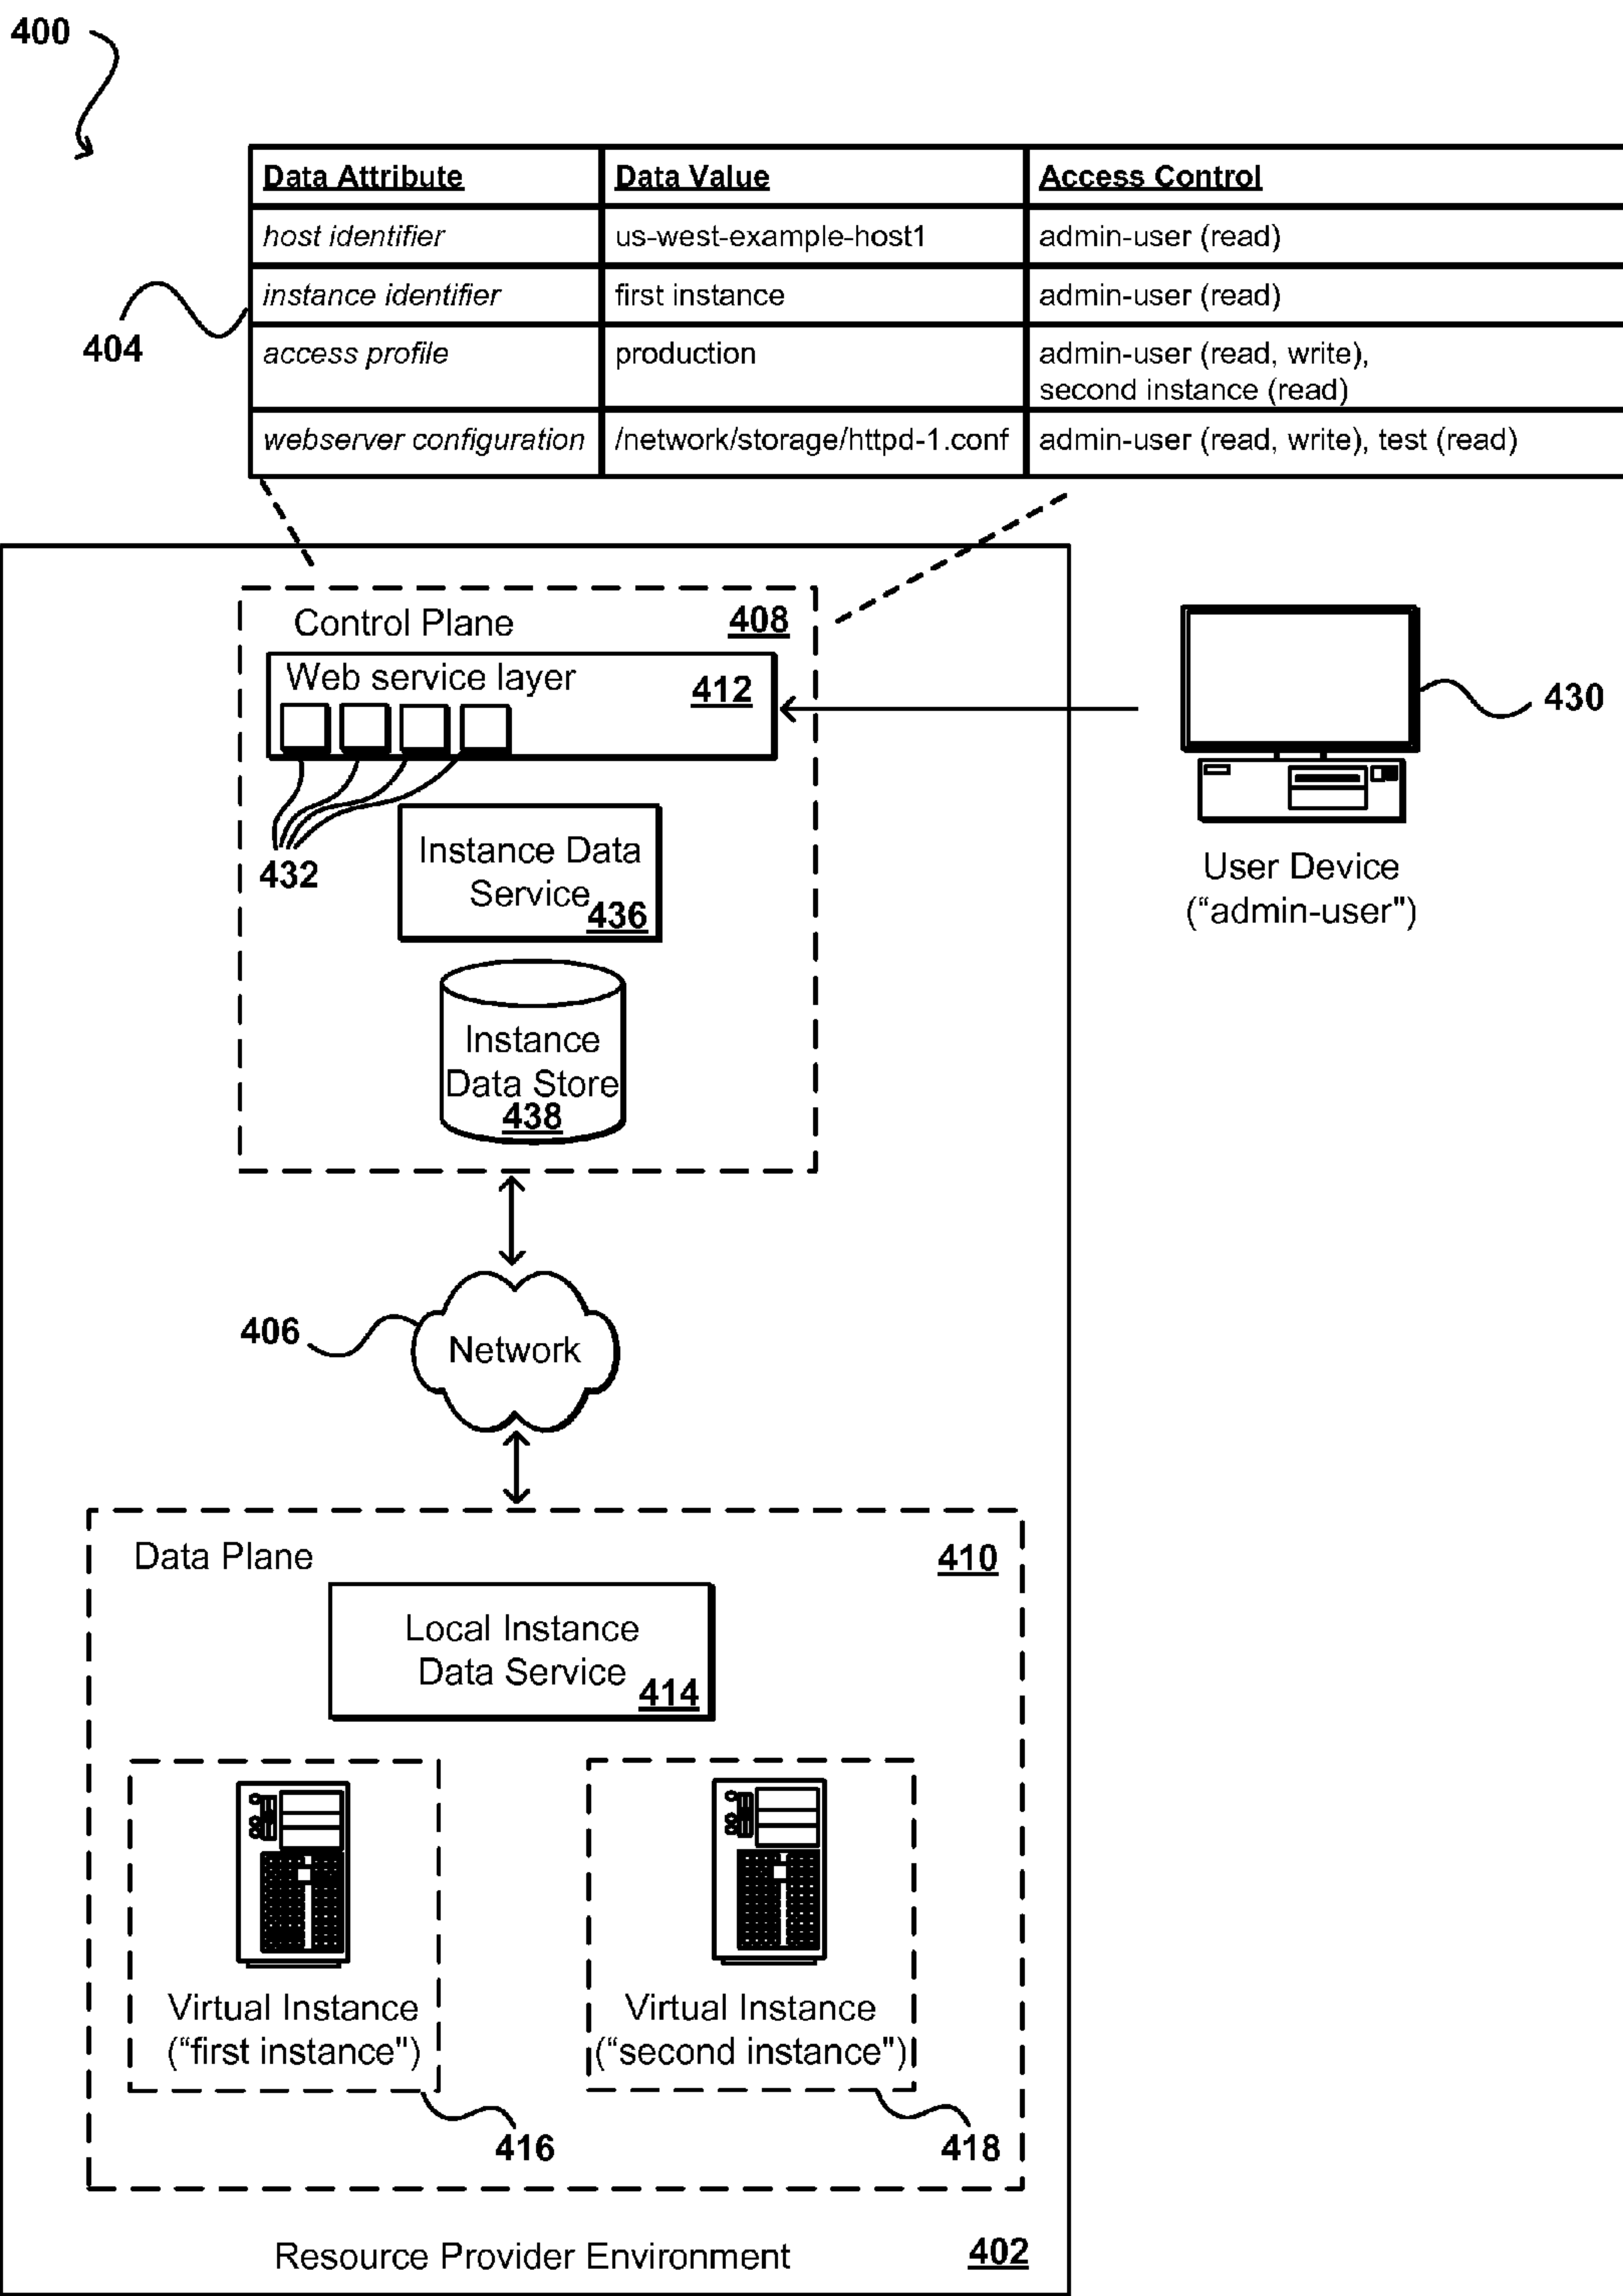 400
Data Attribute Data Value Access Control
host identifier us-west-example-host1 admin-user (read)
instance identifier first instance admin-user (read)
access profile production admin-user (read, write),
second instance (read)
webserver configuration /network/storage/httpd-1.conf admin-user (read, write), test (read)
404
Control Plane 408
Web service layer 412
430
432
Instance Data
Service 436
User Device
(“admin-user")
Instance
Data Store
438
406
Network
Data Plane 410
Local Instance
Data Service 414
Virtual Instance
(“first instance")
Virtual Instance
(“second instance")
416
418
Resource Provider Environment 402